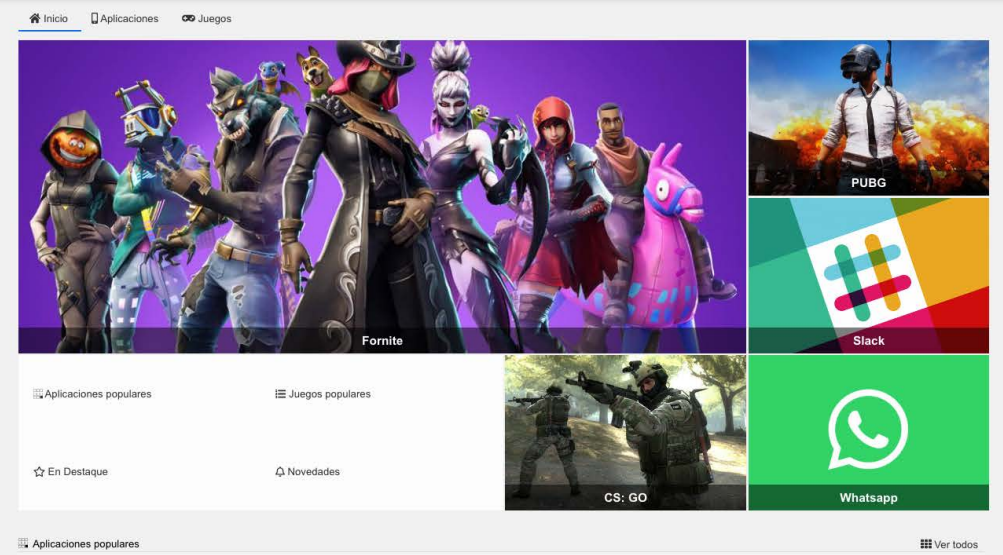 Inicio
Aplicaciones
Juegos
Fornite
PUBG
Slack
Aplicaciones populares
Juegos populares
En Destaque
Novedades
CS: GO
Whatsapp
Aplicaciones populares
Ver todos